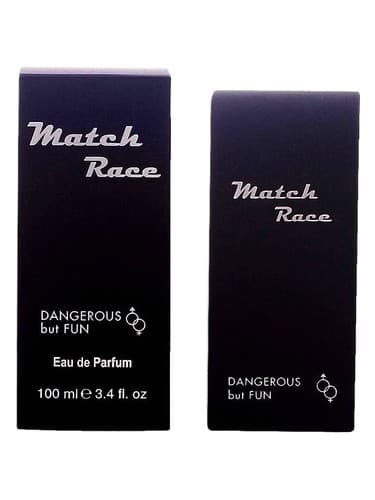 Match
Race
DANGEROUS
but FUN
Eau de Parfum
100 ml ℮ 3.4 fl. oz
Match
Race
DANGEROUS
but FUN